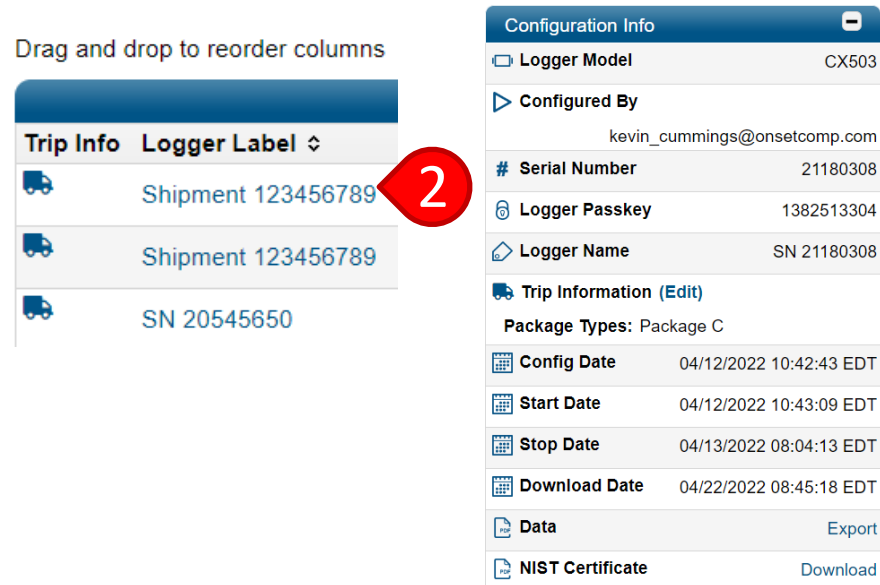 Drag and drop to reorder columns
Trip Info Logger Label
Shipment 123456789
2
Shipment 123456789
SN 20545650
Configuration Info
Logger Model CX503
Configured By
kevin_cummings@onsetcomp.com
# Serial Number 21180308
Logger Passkey 1382513304
Logger Name SN 21180308
Trip Information (Edit)
Package Types: Package C
Config Date 04/12/2022 10:42:43 EDT
Start Date 04/12/2022 10:43:09 EDT
Stop Date 04/13/2022 08:04:13 EDT
Download Date 04/22/2022 08:45:18 EDT
PDF Data Export
PDF NIST Certificate Download